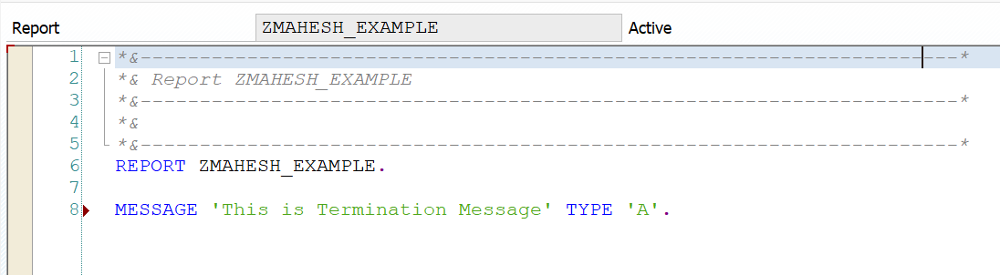 Report ZMAHESH_EXAMPLE Active
1 *&---------------------------------------------------------------------*
2 *& Report ZMAHESH_EXAMPLE
3 *&---------------------------------------------------------------------*
4 *&
5 *&---------------------------------------------------------------------*
6 REPORT ZMAHESH_EXAMPLE.
7
8 MESSAGE 'This is Termination Message' TYPE 'A'.